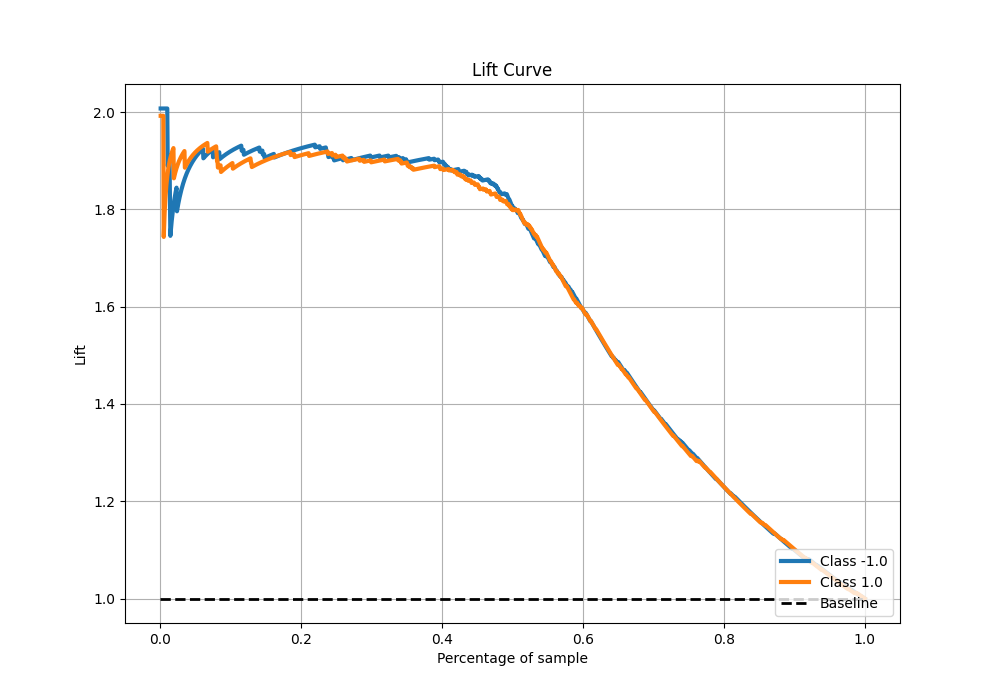 Lift Curve
Lift
2.0
1.8
1.6
1.4
1.2
1.0
0.0 0.2 0.4 0.6 0.8 1.0
Percentage of sample
Class -1.0
Class 1.0
Baseline